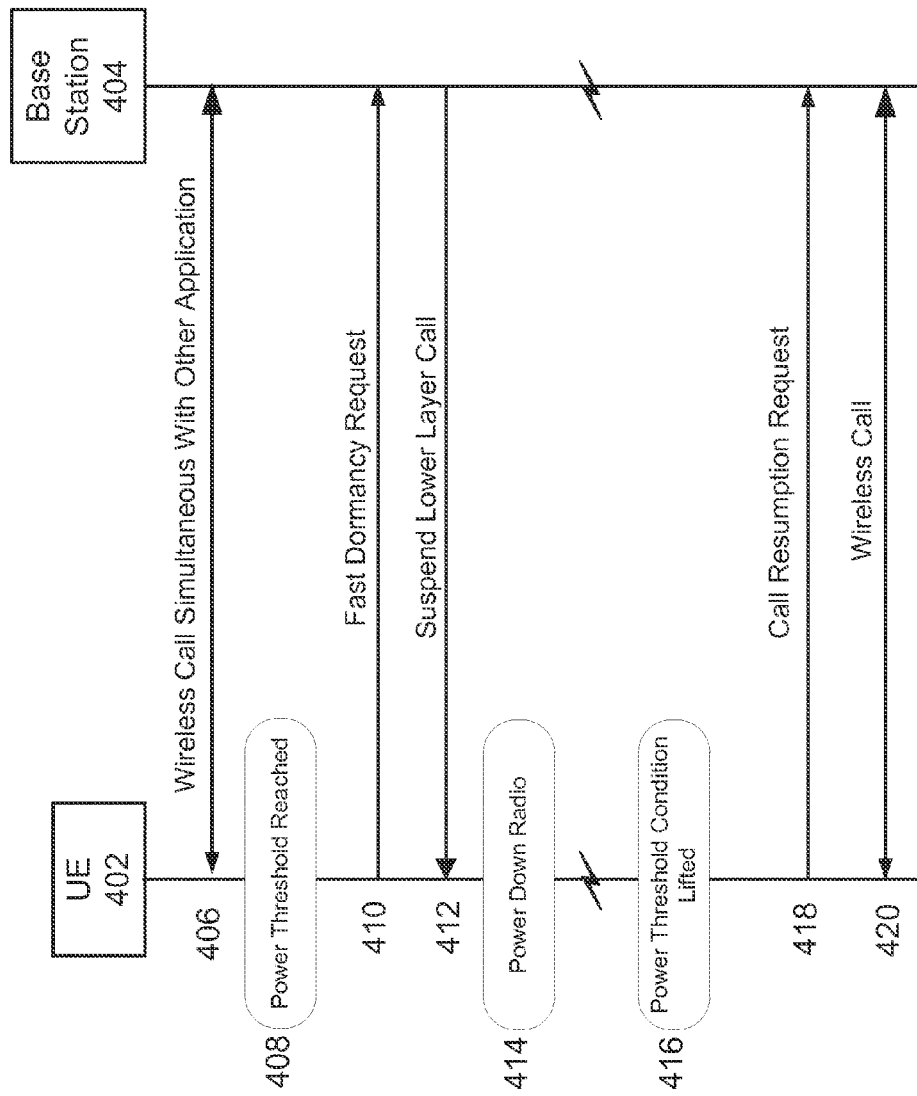 UE
402
Base
Station
404
406
Wireless Call Simultaneous With Other Application
408
Power Threshold Reached
410
Fast Dormancy Request
412
Suspend Lower Layer Call
414
Power Down Radio
416
Power Threshold Condition
Lifted
418
Call Resumption Request
420
Wireless Call